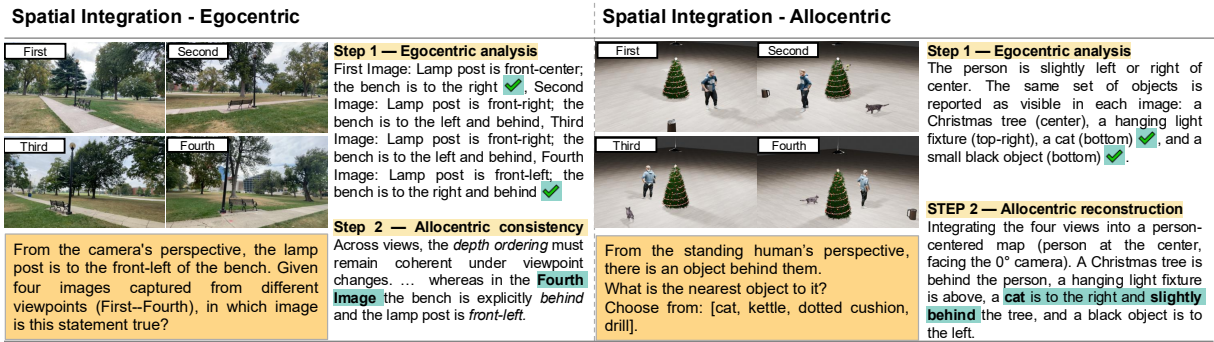 Spatial Integration - Egocentric
First
Second
Third
Fourth
From the camera's perspective, the lamp
post is to the front-left of the bench. Given
four images captured from different
viewpoints (First--Fourth), in which image
is this statement true?
Step 1 — Egocentric analysis
First Image: Lamp post is front-center;
the bench is to the right ✔, Second
Image: Lamp post is front-right; the
bench is to the left and behind, Third
Image: Lamp post is front-right; the
bench is to the left and behind, Fourth
Image: Lamp post is front-left; the
bench is to the right and behind ✔
Step 2 — Allocentric consistency
Across views, the depth ordering must
remain coherent under viewpoint
changes. … whereas in the Fourth
Image the bench is explicitly behind
and the lamp post is front-left.
Spatial Integration - Allocentric
First
Second
Third
Fourth
From the standing human's perspective,
there is an object behind them.
What is the nearest object to it?
Choose from: [cat, kettle, dotted cushion,
drill].
Step 1 — Egocentric analysis
The person is slightly left or right of
center. The same set of objects is
reported as visible in each image: a
Christmas tree (center), a hanging light
fixture (top-right), a cat (bottom) ✔, and a
small black object (bottom) ✔.
STEP 2 — Allocentric reconstruction
Integrating the four views into a person-
centered map (person at the center,
facing the 0° camera). A Christmas tree is
behind the person, a hanging light fixture
is above, a cat is to the right and slightly
behind the tree, and a black object is to
the left.